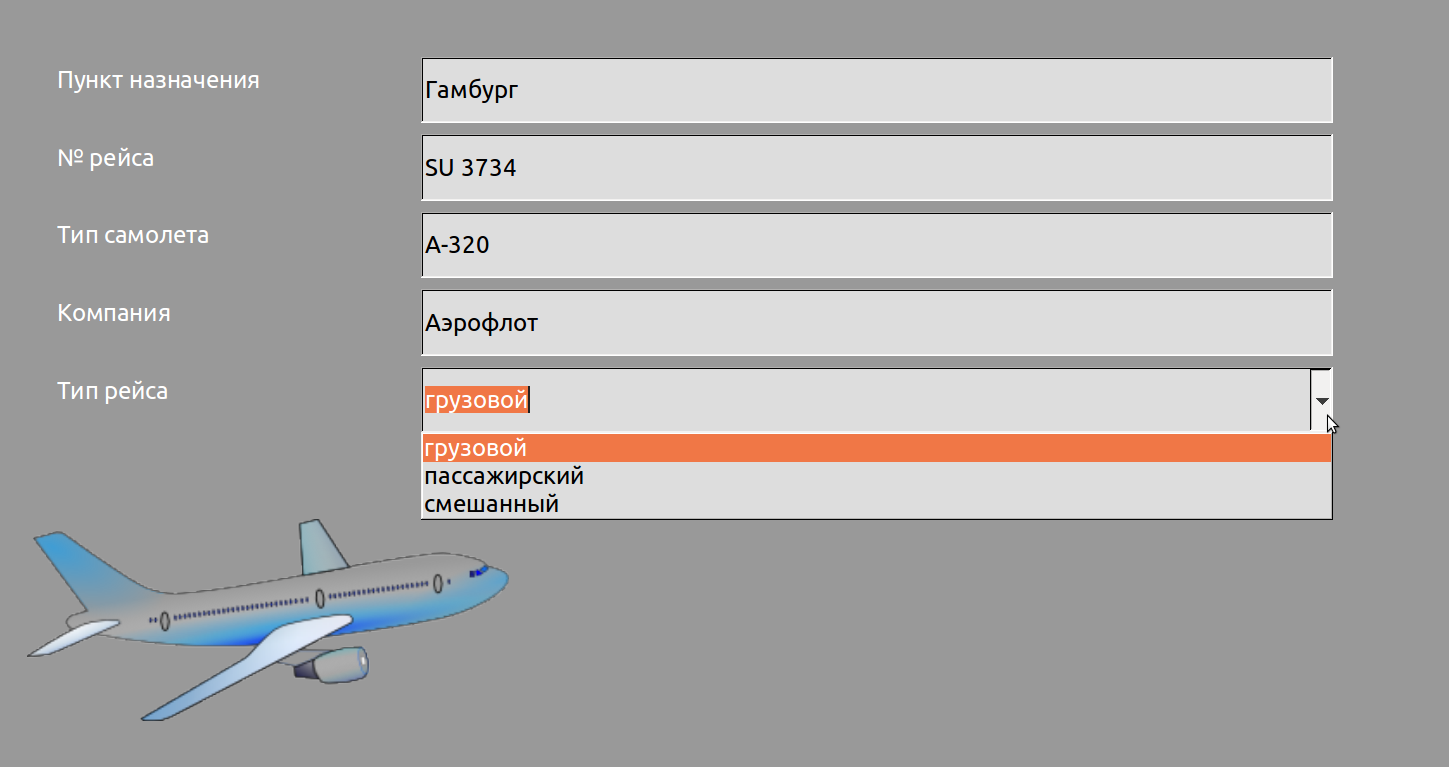 Пункт назначения
Гамбург
№ рейса
SU 3734
Тип самолета
А-320
Компания
Аэрофлот
Тип рейса
грузовой
грузовой
пассажирский
смешанный